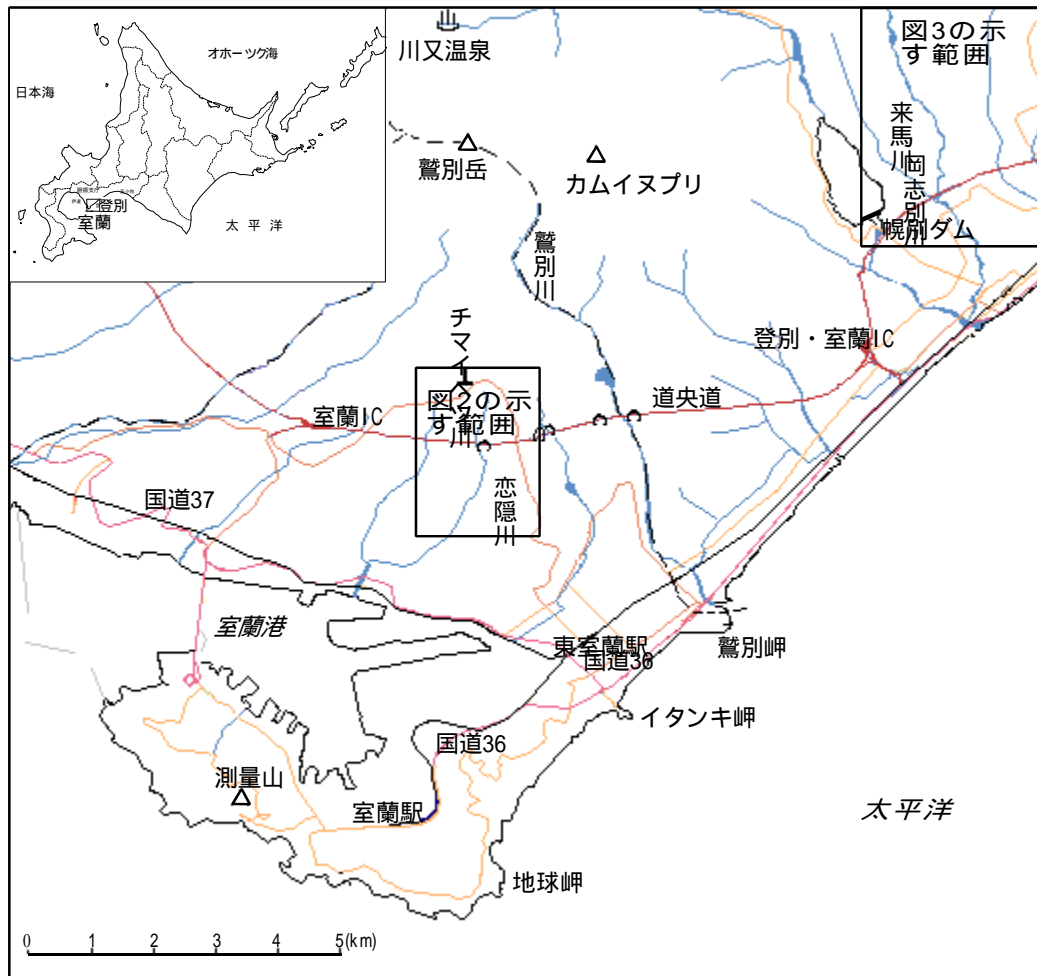 オホーツク海
日本海
太平洋
登別
室蘭
川又温泉
鷲別岳
カムイヌプリ
鷲別川
図3の示
す範囲
来馬川
岡志別川
幌別ダム
登別・室蘭IC
道央道
室蘭IC
図2の示
す範囲
恋隠川
国道37
室蘭港
東室蘭駅
国道36
鷲別岬
イタンキ岬
国道36
測量山
室蘭駅
太平洋
地球岬
0 1 2 3 4 5(km)